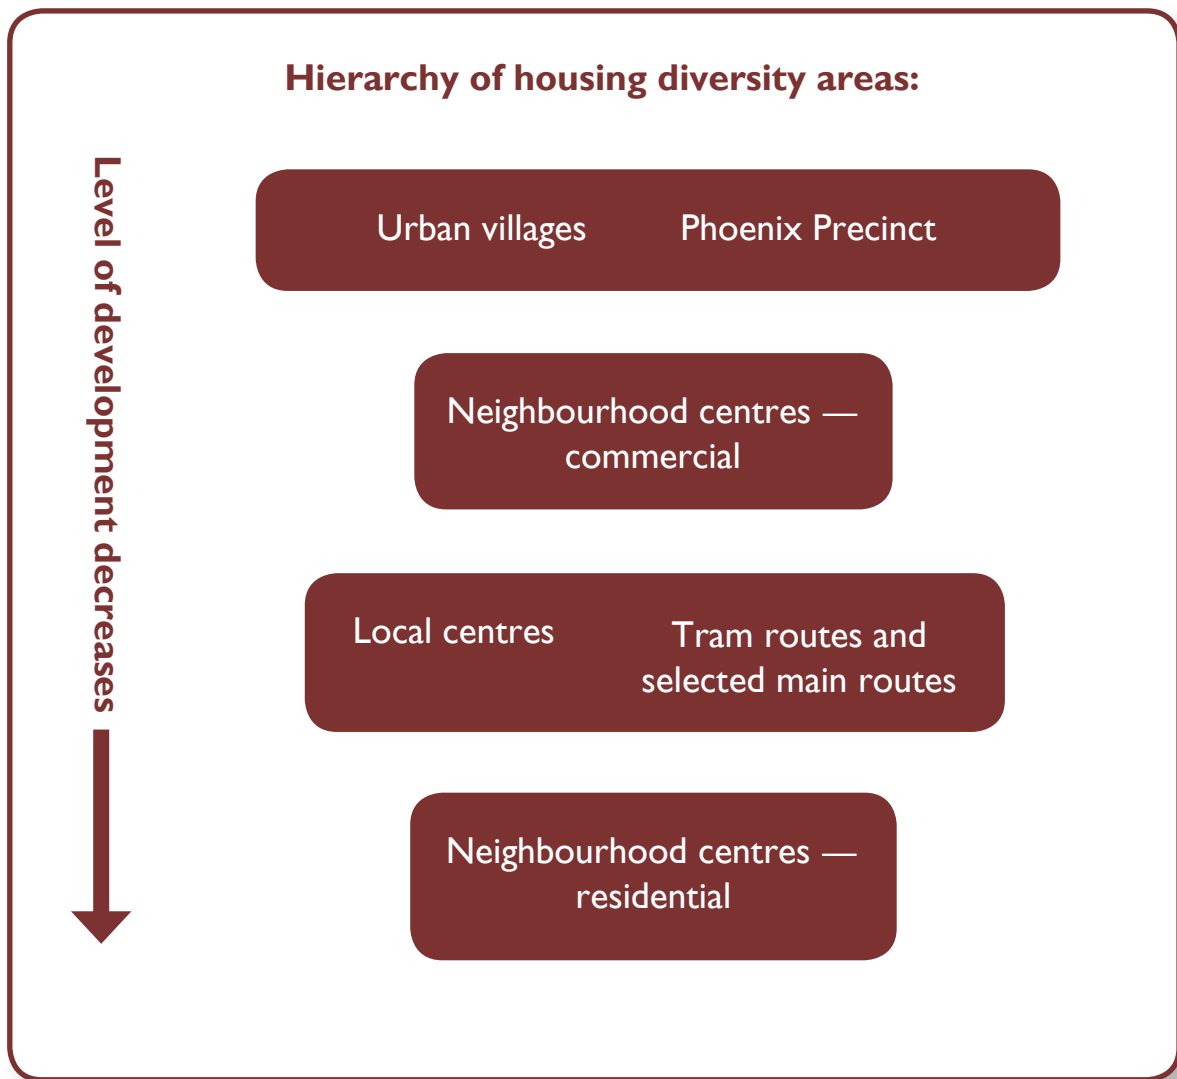 Hierarchy of housing diversity areas:
Level of development decreases
Urban villages
Phoenix Precinct
Neighbourhood centres —
commercial
Local centres
Tram routes and
selected main routes
Neighbourhood centres —
residential